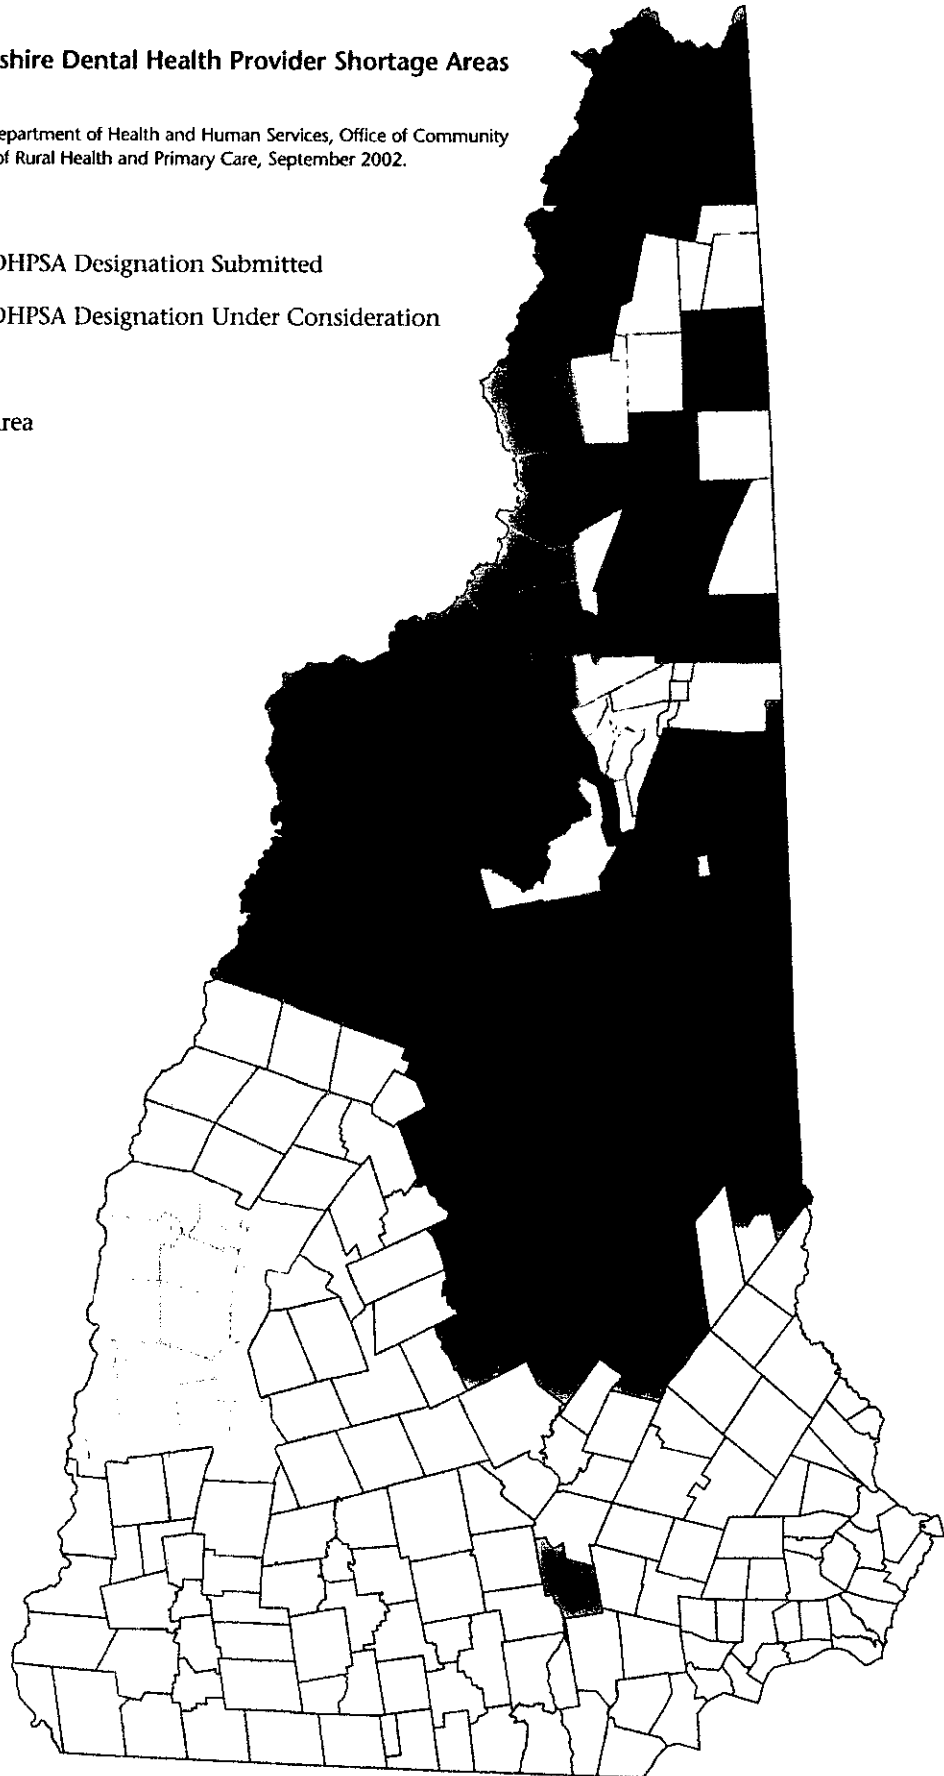 shire Dental Health Provider Shortage Areas
epartment of Health and Human Services, Office of Community
of Rural Health and Primary Care, September 2002.
DHPSA Designation Submitted
DHPSA Designation Under Consideration
rea